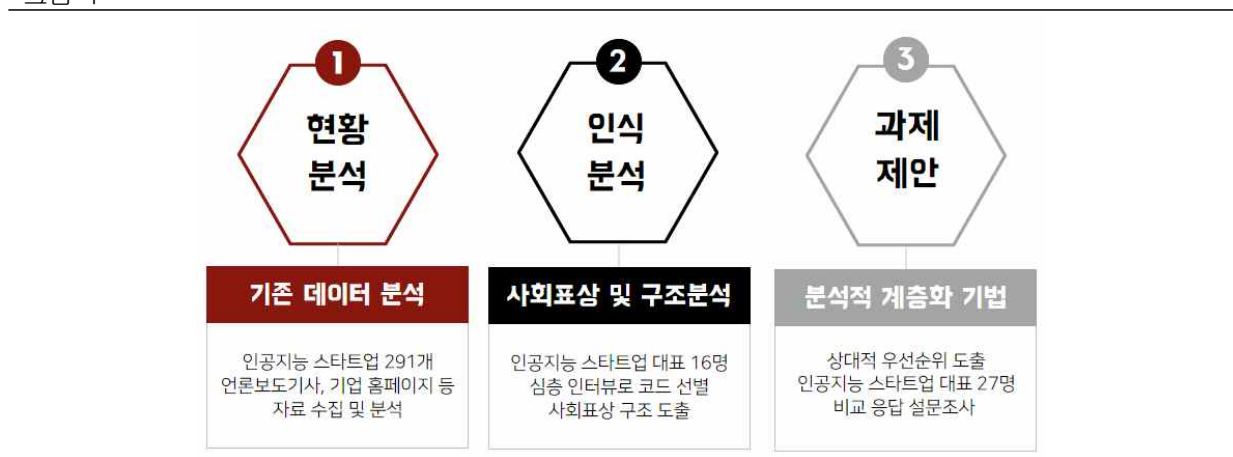 1
현황
분석
기존 데이터 분석
인공지능 스타트업 291개
언론보도기사, 기업 홈페이지 등
자료 수집 및 분석
2
인식
분석
사회표상 및 구조분석
인공지능 스타트업 대표 16명
심층 인터뷰로 코드 선별
사회표상 구조 도출
3
과제
제안
분석적 계층화 기법
상대적 우선순위 도출
인공지능 스타트업 대표 27명
비교 응답 설문조사